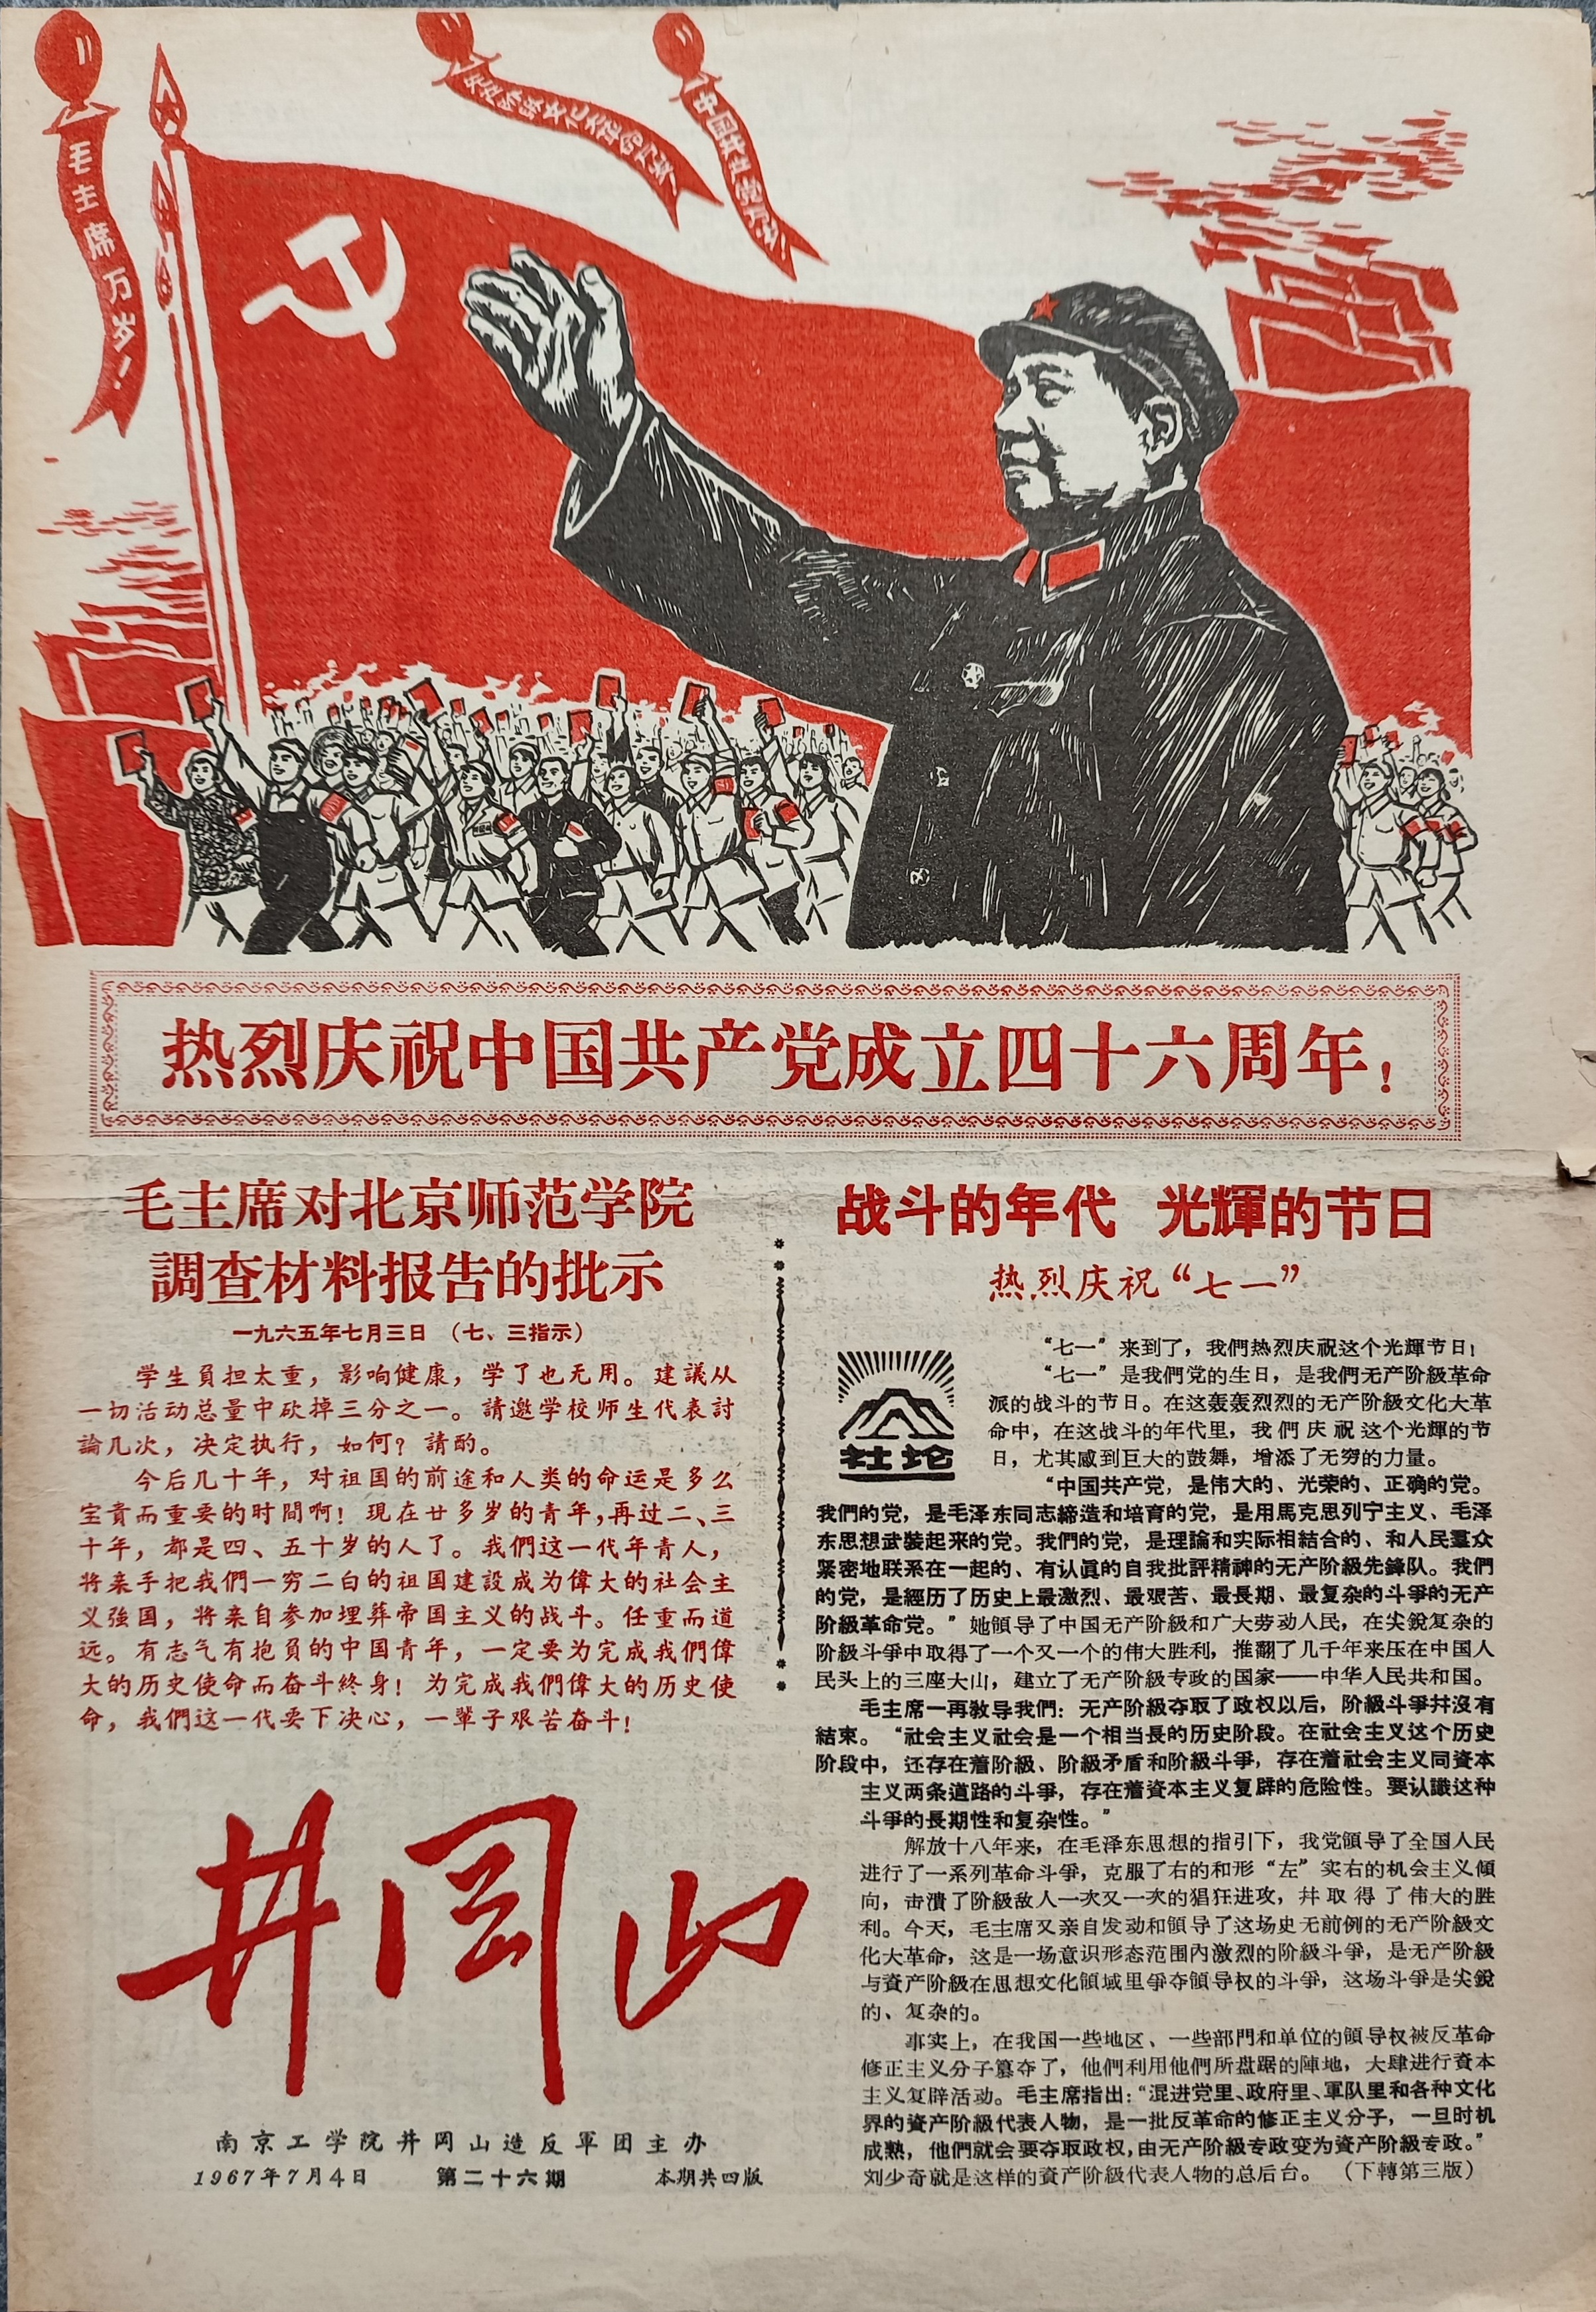 毛主席万岁！
无产阶级文化大革命万岁！
中国共产党万岁！
热烈庆祝中国共产党成立四十六周年！
毛主席对北京师范学院
調查材料报告的批示
一九六五年七月三日 （七、三指示）
学生負担太重，影响健康，学了也无用。建議从
一切活动总量中砍掉三分之一。請邀学校师生代表討
論几次，决定执行，如何？請酌。
今后几十年，对祖国的前途和人类的命运是多么
宝貴而重要的时間啊！現在廿多岁的青年，再过二、三
十年，都是四、五十岁的人了。我們这一代年青人，
将亲手把我們一穷二白的祖国建設成为偉大的社会主
义強国，将亲自参加埋葬帝国主义的战斗。任重而道
远。有志气有抱負的中国青年，一定要为完成我們偉
大的历史使命而奋斗終身！为完成我們偉大的历史使
命，我們这一代要下决心，一輩子艰苦奋斗！
井冈山
南京工学院井岡山造反軍团主办
1967年7月4日 第二十六期 本期共四版
战斗的年代 光輝的节日
热烈庆祝“七一”
社论
“七一”来到了，我們热烈庆祝这个光輝节日！
“七一”是我們党的生日，是我們无产阶級革命
派的战斗的节日。在这轰轰烈烈的无产阶級文化大革
命中，在这战斗的年代里，我們庆祝这个光輝的节
日，尤其感到巨大的鼓舞，增添了无穷的力量。
“中国共产党，是伟大的、光荣的、正确的党。
我們的党，是毛泽东同志締造和培育的党，是用馬克思列宁主义、毛泽
东思想武裝起来的党。我們的党，是理論和实际相結合的、和人民羣众
紧密地联系在一起的、有认眞的自我批評精神的无产阶級先鋒队。我們
的党，是經历了历史上最激烈、最艰苦、最長期、最复杂的斗爭的无产
阶級革命党。”她領导了中国无产阶級和广大劳动人民，在尖銳复杂的
阶級斗爭中取得了一个又一个的伟大胜利，推翻了几千年来压在中国人
民头上的三座大山，建立了无产阶級专政的国家——中华人民共和国。
毛主席一再教导我們：无产阶級夺取了政权以后，阶級斗爭幷沒有
結束。“社会主义社会是一个相当長的历史阶段。在社会主义这个历史
阶段中，还存在着阶級、阶級矛盾和阶級斗爭，存在着社会主义同資本
主义两条道路的斗爭，存在着資本主义复辟的危险性。要认識这种
斗爭的長期性和复杂性。”
解放十八年来，在毛泽东思想的指引下，我党領导了全国人民
进行了一系列革命斗爭，克服了右的和形“左”实右的机会主义傾
向，击潰了阶級敌人一次又一次的猖狂进攻，幷取得了伟大的胜
利。今天，毛主席又亲自发动和領导了这场史无前例的无产阶級文
化大革命，这是一场意识形态范围內激烈的阶級斗爭，是无产阶級
与資产阶級在思想文化領域里爭夺領导权的斗爭，这场斗爭是尖銳
的、复杂的。
事实上，在我国一些地区、一些部門和单位的領导权被反革命
修正主义分子篡夺了，他們利用他們所盘踞的陣地，大肆进行資本
主义复辟活动。毛主席指出：“混进党里、政府里、軍队里和各种文化
界的資产阶級代表人物，是一批反革命的修正主义分子，一旦时机
成熟，他們就会要夺取政权，由无产阶級专政变为資产阶級专政。”
刘少奇就是这样的資产阶級代表人物的总后台。（下轉第三版）